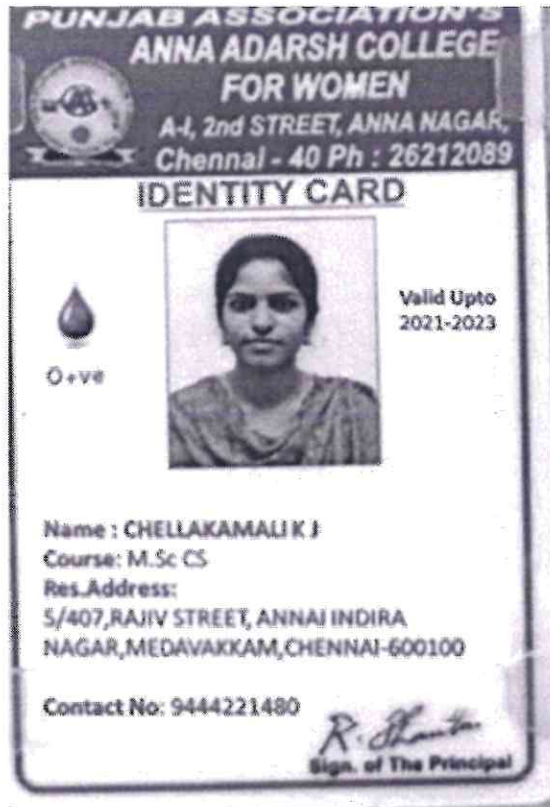 PUNJAB ASSOCIATION'S
ANNA ADARSH COLLEGE
FOR WOMEN
A-I, 2nd STREET, ANNA NAGAR,
Chennai - 40 Ph : 26212089
IDENTITY CARD
Valid Upto
2021-2023
O+ve
Name : CHELLAKAMALI K J
Course: M.Sc CS
Res.Address:
5/407,RAJIV STREET, ANNAI INDIRA
NAGAR,MEDAVAKKAM,CHENNAI-600100
Contact No: 9444221480
Sign. of The Principal